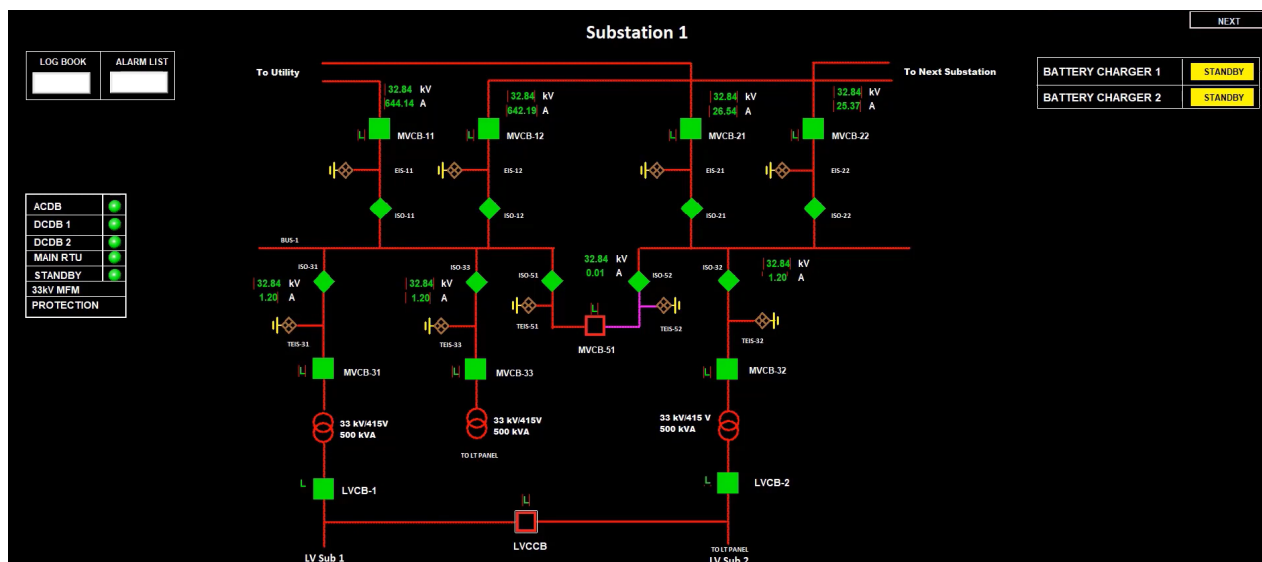 NEXT
Substation 1
LOG BOOK ALARM LIST
To Utility
To Next Substation
BATTERY CHARGER 1 STANDBY
BATTERY CHARGER 2 STANDBY
32.84 kV
644.14 A
32.84 kV
642.19 A
32.84 kV
26.54 A
32.84 kV
25.37 A
L MVCB-11
L MVCB-12
L MVCB-21
L MVCB-22
EIS-11
EIS-12
EIS-21
EIS-22
ISO-11
ISO-12
ISO-21
ISO-22
ACDB
DCDB 1
DCDB 2
MAIN RTU
STANDBY
33kV MFM
PROTECTION
BUS-1
ISO-31
ISO-33
ISO-51
ISO-52
ISO-32
32.84 kV
1.20 A
32.84 kV
1.20 A
32.84 kV
0.01 A
32.84 kV
1.20 A
TEIS-31
TEIS-33
TEIS-51
L
MVCB-51
TEIS-52
TEIS-32
L MVCB-31
L MVCB-33
L MVCB-32
33 kV/415V
500 kVA
33 kV/415V
500 kVA
33 kV/415 V
500 kVA
TO LT PANEL
L LVCB-1
L LVCB-2
L
LVCCB
LV Sub 1
TO LT PANEL
LV Sub 2